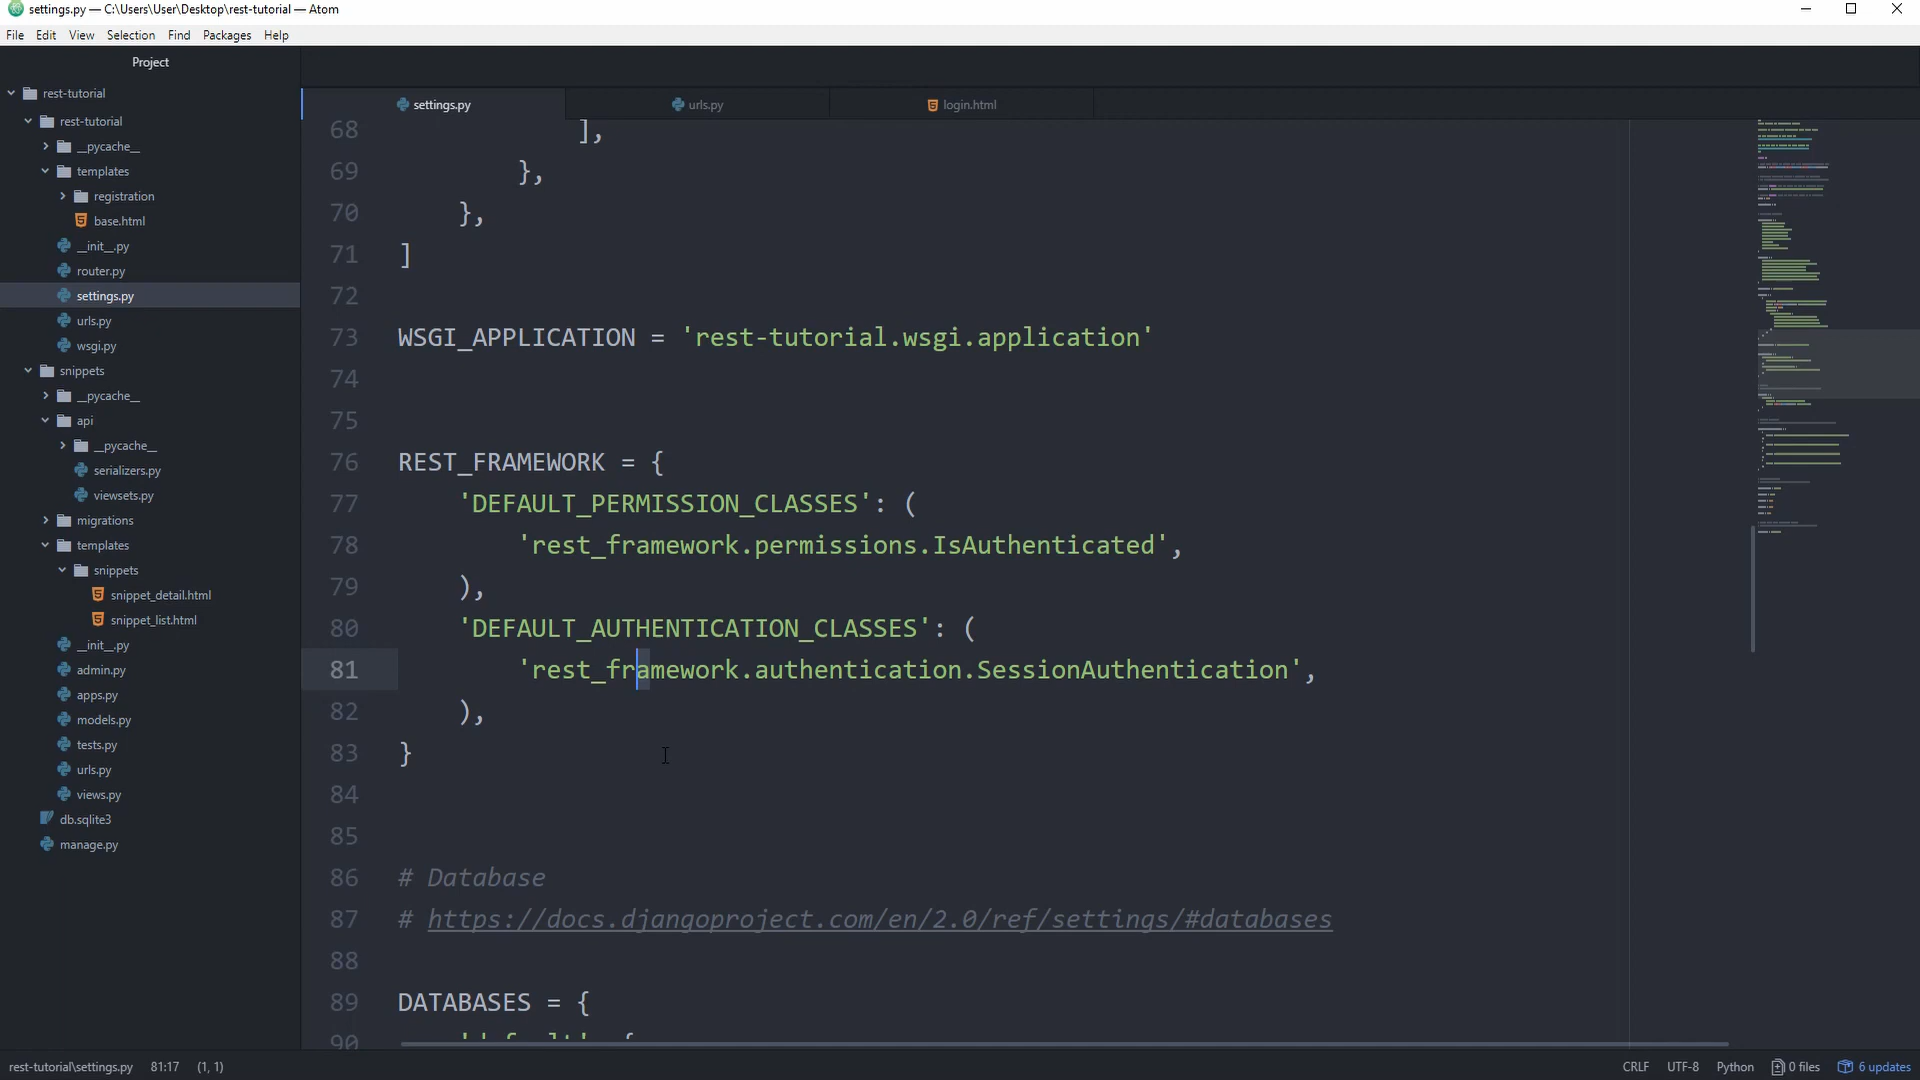 settings.py — C:\Users\User\Desktop\rest-tutorial — Atom
File Edit View Selection Find Packages Help
Project
rest-tutorial
rest-tutorial
__pycache__
templates
registration
base.html
__init__.py
router.py
settings.py
urls.py
wsgi.py
snippets
__pycache__
api
__pycache__
serializers.py
viewsets.py
migrations
templates
snippets
snippet_detail.html
snippet_list.html
__init__.py
admin.py
apps.py
models.py
tests.py
urls.py
views.py
db.sqlite3
manage.py
settings.py urls.py login.html
68 ],
69 },
70 },
71 ]
72
73 WSGI_APPLICATION = 'rest-tutorial.wsgi.application'
74
75
76 REST_FRAMEWORK = {
77 'DEFAULT_PERMISSION_CLASSES': (
78 'rest_framework.permissions.IsAuthenticated',
79 ),
80 'DEFAULT_AUTHENTICATION_CLASSES': (
81 'rest_framework.authentication.SessionAuthentication',
82 ),
83 }
84
85
86 # Database
87 # https://docs.djangoproject.com/en/2.0/ref/settings/#databases
88
89 DATABASES = {
90 'default': {
rest-tutorial\settings.py 81:17 (1, 1) CRLF UTF-8 Python 0 files 6 updates